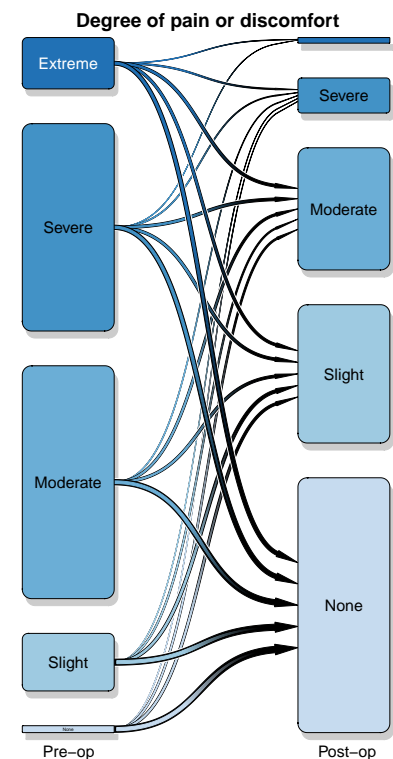 Degree of pain or discomfort
Extreme
Severe
Moderate
Slight
None
Pre−op
Severe
Moderate
Slight
None
Post−op